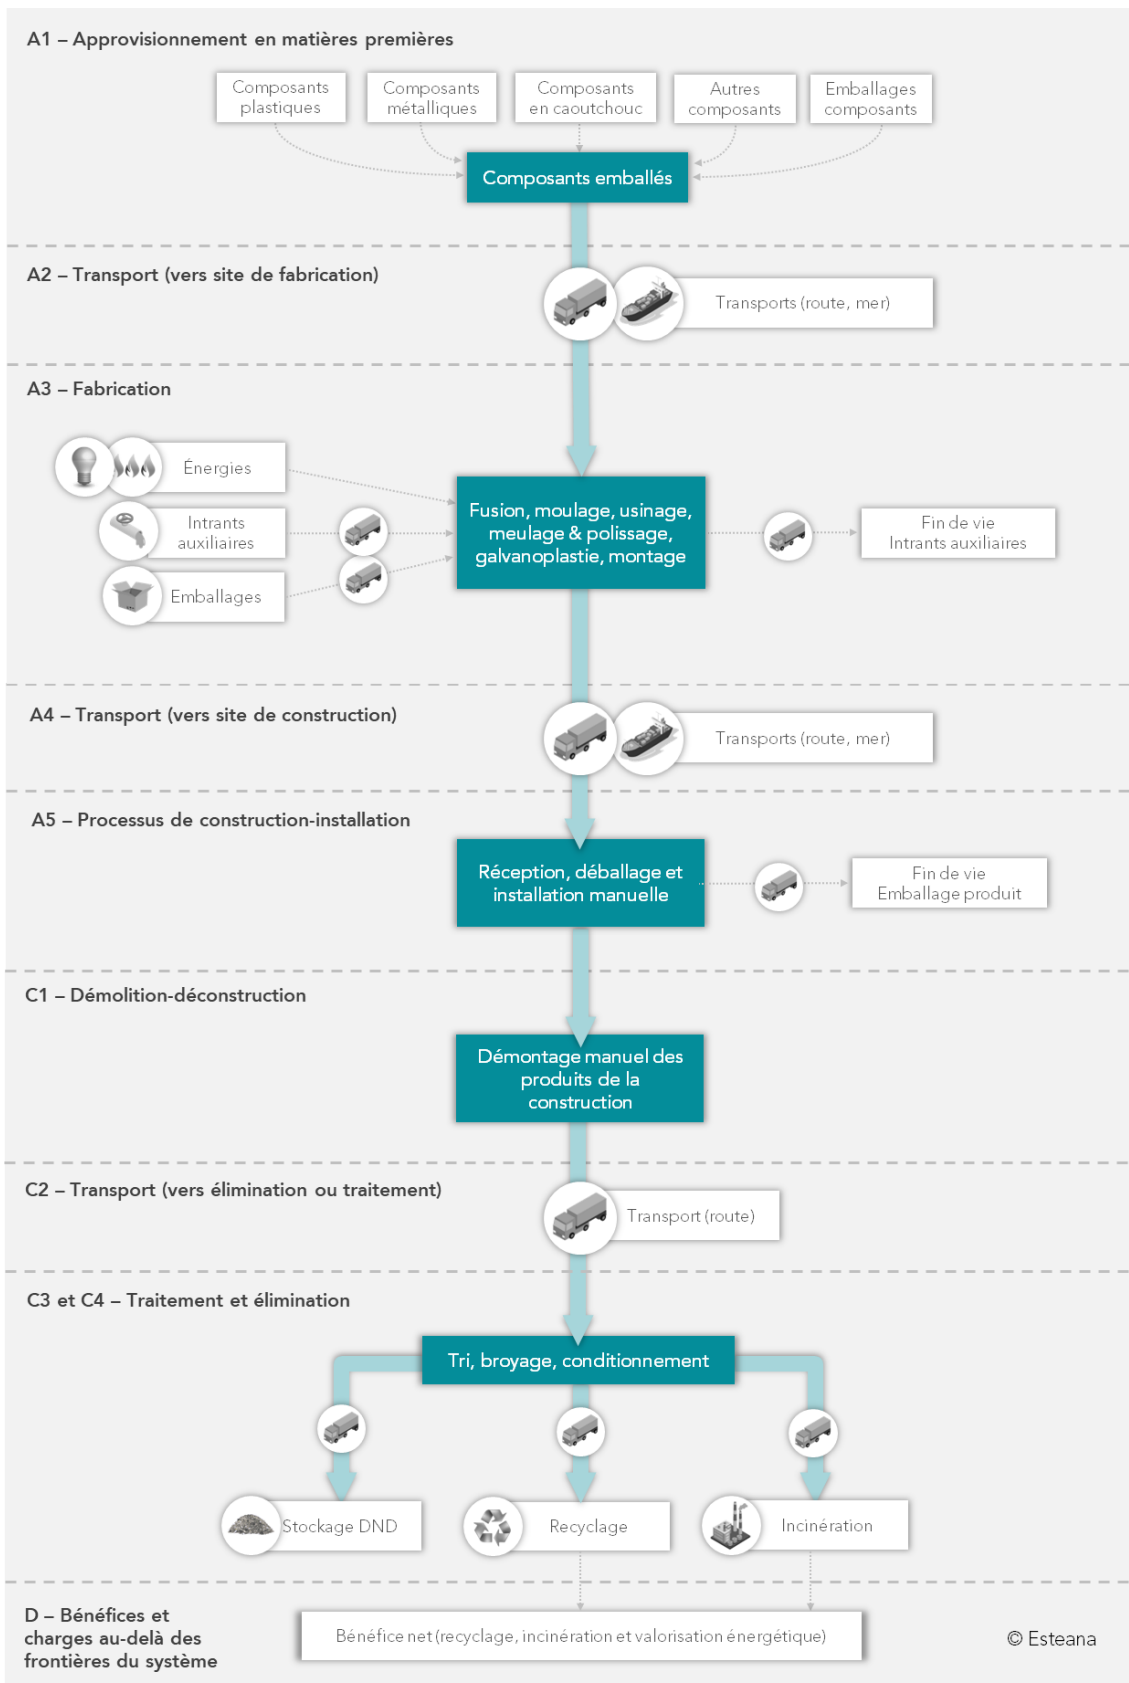 A1 – Approvisionnement en matières premières
Composants
plastiques
Composants
métalliques
Composants
en caoutchouc
Autres
composants
Emballages
composants
Composants emballés
A2 – Transport (vers site de fabrication)
Transports (route, mer)
A3 – Fabrication
Énergies
Intrants
auxiliaires
Emballages
Fusion, moulage, usinage,
meulage & polissage,
galvanoplastie, montage
Fin de vie
Intrants auxiliaires
A4 – Transport (vers site de construction)
Transports (route, mer)
A5 – Processus de construction-installation
Réception, déballage et
installation manuelle
Fin de vie
Emballage produit
C1 – Démolition-déconstruction
Démontage manuel des
produits de la
construction
C2 – Transport (vers élimination ou traitement)
Transport (route)
C3 et C4 – Traitement et élimination
Tri, broyage, conditionnement
Stockage DND
Recyclage
Incinération
D – Bénéfices et
charges au-delà des
frontières du système
Bénéfice net (recyclage, incinération et valorisation énergétique)
© Esteana